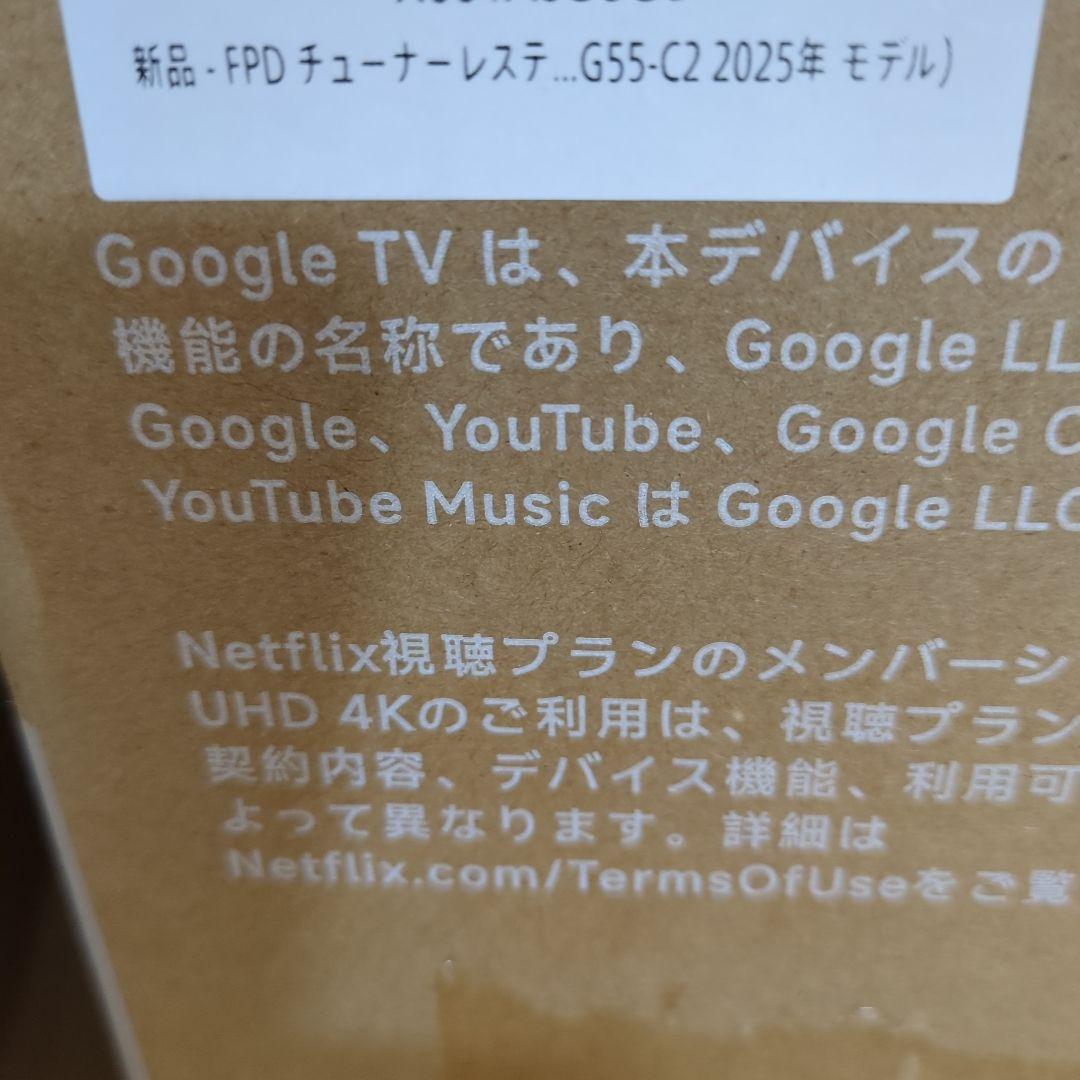 新品 - FPD チューナーレステ...G55-C2 2025年 モデル)
Google TV は、本デバイスの
機能の名称であり、Google LL
Google、YouTube、Google
YouTube Music は Google LLC
Netflix視聴プランのメンバーシ
UHD 4Kのご利用は、視聴プラン
契約内容、デバイス機能、利用可
よって異なります。詳細は
Netflix.com/TermsOfUseをご覧